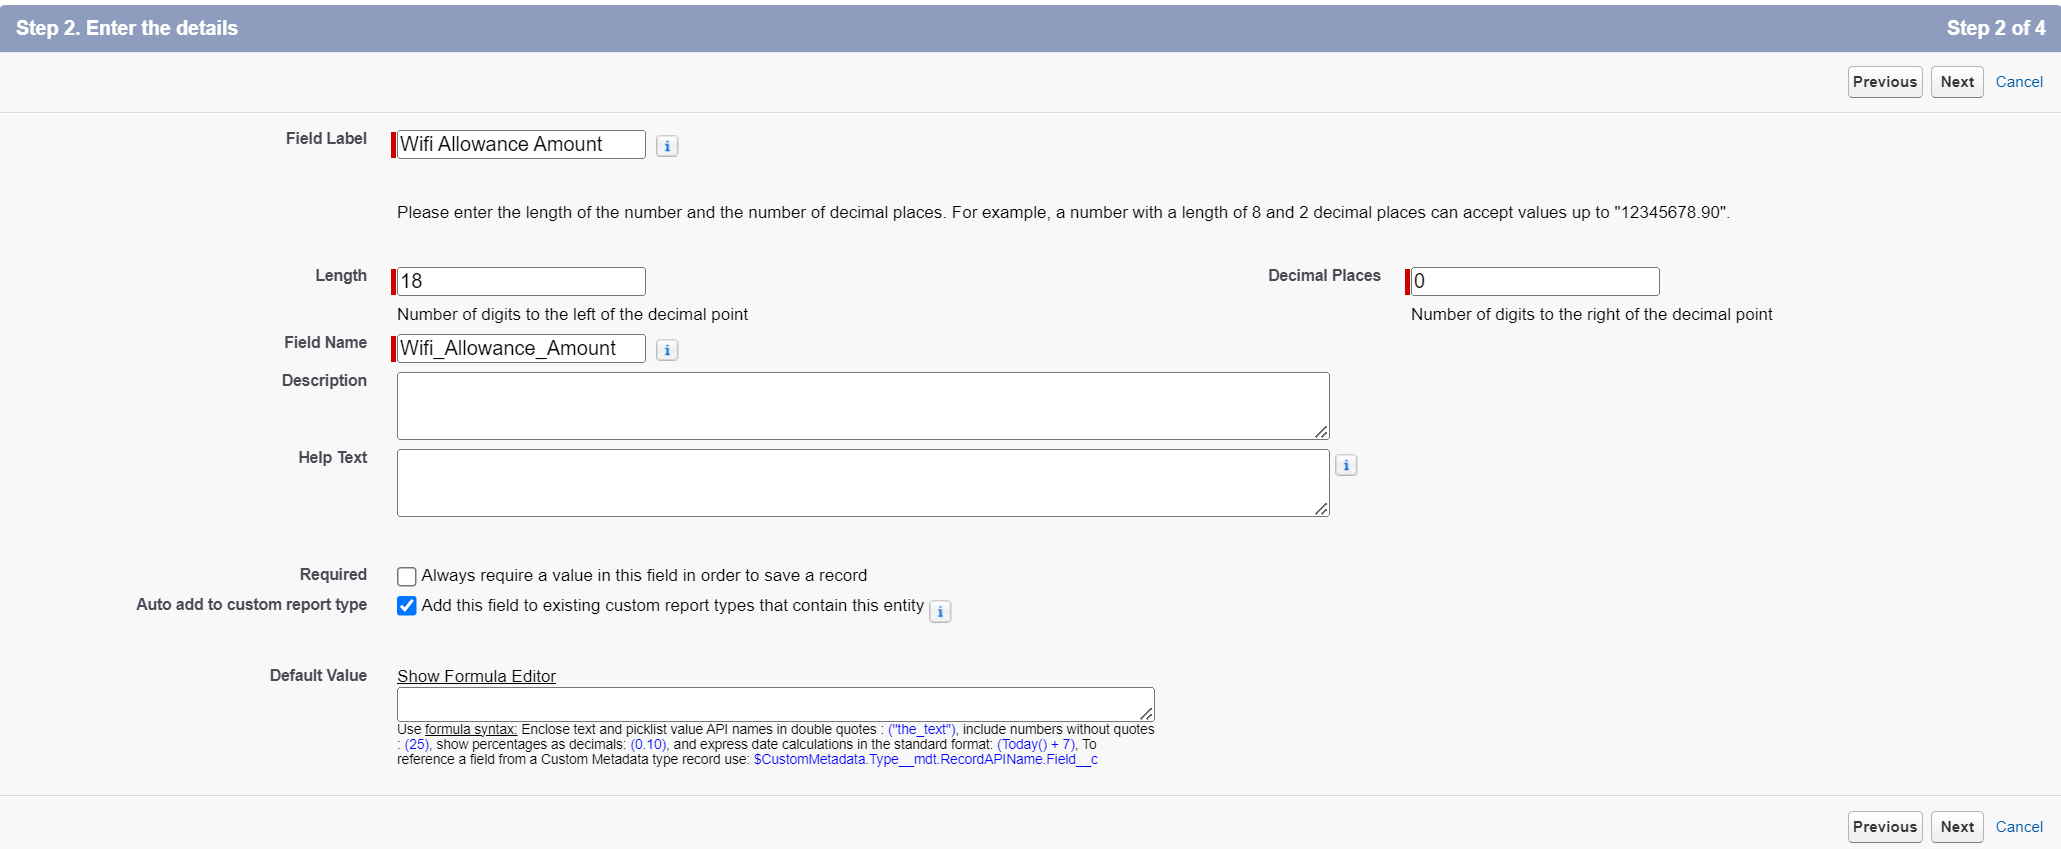 Step 2. Enter the details
Step 2 of 4
Previous
Next
Cancel
Field Label
Wifi Allowance Amount
i
Please enter the length of the number and the number of decimal places. For example, a number with a length of 8 and 2 decimal places can accept values up to "12345678.90".
Length
18
Decimal Places
0
Number of digits to the left of the decimal point
Number of digits to the right of the decimal point
Field Name
Wifi_Allowance_Amount
i
Description
Help Text
i
Required
Always require a value in this field in order to save a record
Auto add to custom report type
Add this field to existing custom report types that contain this entity
i
Default Value
Show Formula Editor
Use formula syntax: Enclose text and picklist value API names in double quotes : ("the_text"), include numbers without quotes
: (25), show percentages as decimals: (0.10), and express date calculations in the standard format: (Today() + 7), To
reference a field from a Custom Metadata type record use: $CustomMetadata.Type__mdt.RecordAPIName.Field__c
Previous
Next
Cancel